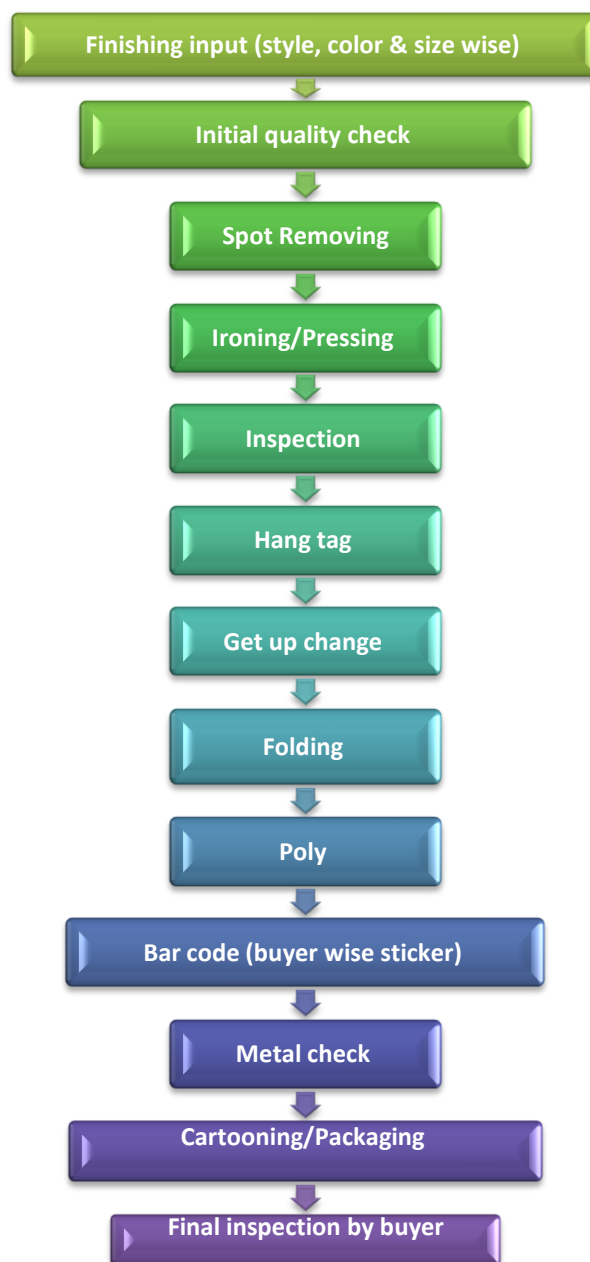 Finishing input (style, color & size wise)
Initial quality check
Spot Removing
Ironing/Pressing
Inspection
Hang tag
Get up change
Folding
Poly
Bar code (buyer wise sticker)
Metal check
Cartooning/Packaging
Final inspection by buyer